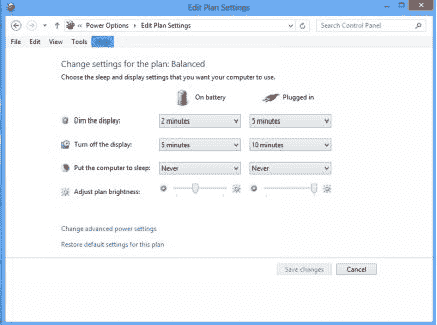 Edit Plan Settings
« Power Options › Edit Plan Settings
Search Control Panel
File Edit View Tools
Change settings for the plan: Balanced
Choose the sleep and display settings that you want your computer to use.
On battery Plugged in
Dim the display: 2 minutes 5 minutes
Turn off the display: 5 minutes 10 minutes
Put the computer to sleep: Never Never
Adjust plan brightness:
Change advanced power settings
Restore default settings for this plan
Save changes Cancel